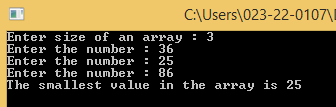 C:\Users\023-22-0107\
Enter size of an array : 3
Enter the number : 36
Enter the number : 25
Enter the number : 86
The smallest value in the array is 25